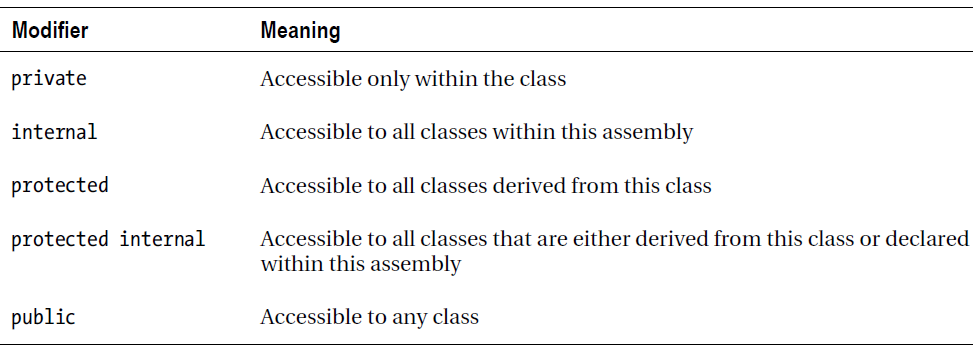 Modifier Meaning
private Accessible only within the class
internal Accessible to all classes within this assembly
protected Accessible to all classes derived from this class
protected internal Accessible to all classes that are either derived from this class or declared
within this assembly
public Accessible to any class